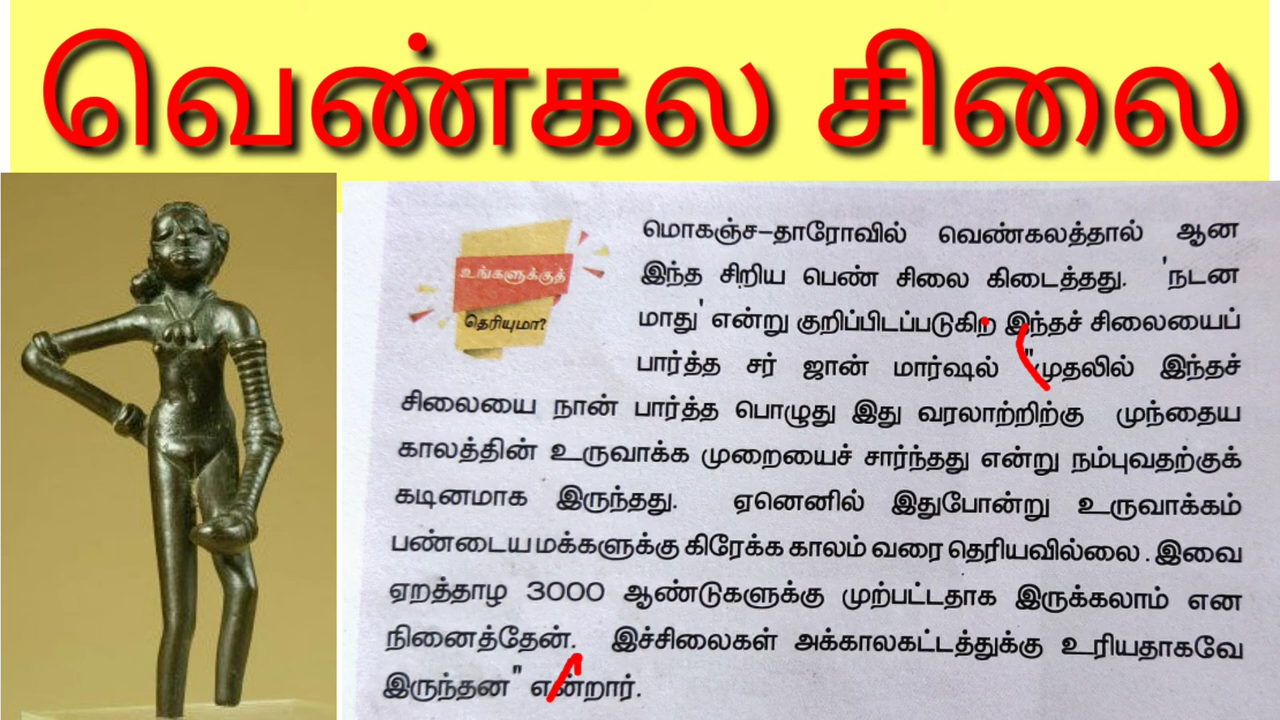 வெண்கல சிலை
உங்களுக்குத்
தெரியுமா?
மொகஞ்ச–தாரோவில் வெண்கலத்தால் ஆன
இந்த சிறிய பெண் சிலை கிடைத்தது. 'நடன
மாது' என்று குறிப்பிடப்படுகிற இந்தச் சிலையைப்
பார்த்த சர் ஜான் மார்ஷல் "முதலில் இந்தச்
சிலையை நான் பார்த்த பொழுது இது வரலாற்றிற்கு முந்தைய
காலத்தின் உருவாக்க முறையைச் சார்ந்தது என்று நம்புவதற்குக்
கடினமாக இருந்தது. ஏனெனில் இதுபோன்று உருவாக்கம்
பண்டைய மக்களுக்கு கிரேக்க காலம் வரை தெரியவில்லை . இவை
ஏறத்தாழ 3000 ஆண்டுகளுக்கு முற்பட்டதாக இருக்கலாம் என
நினைத்தேன். இச்சிலைகள் அக்காலகட்டத்துக்கு உரியதாகவே
இருந்தன" என்றார்.